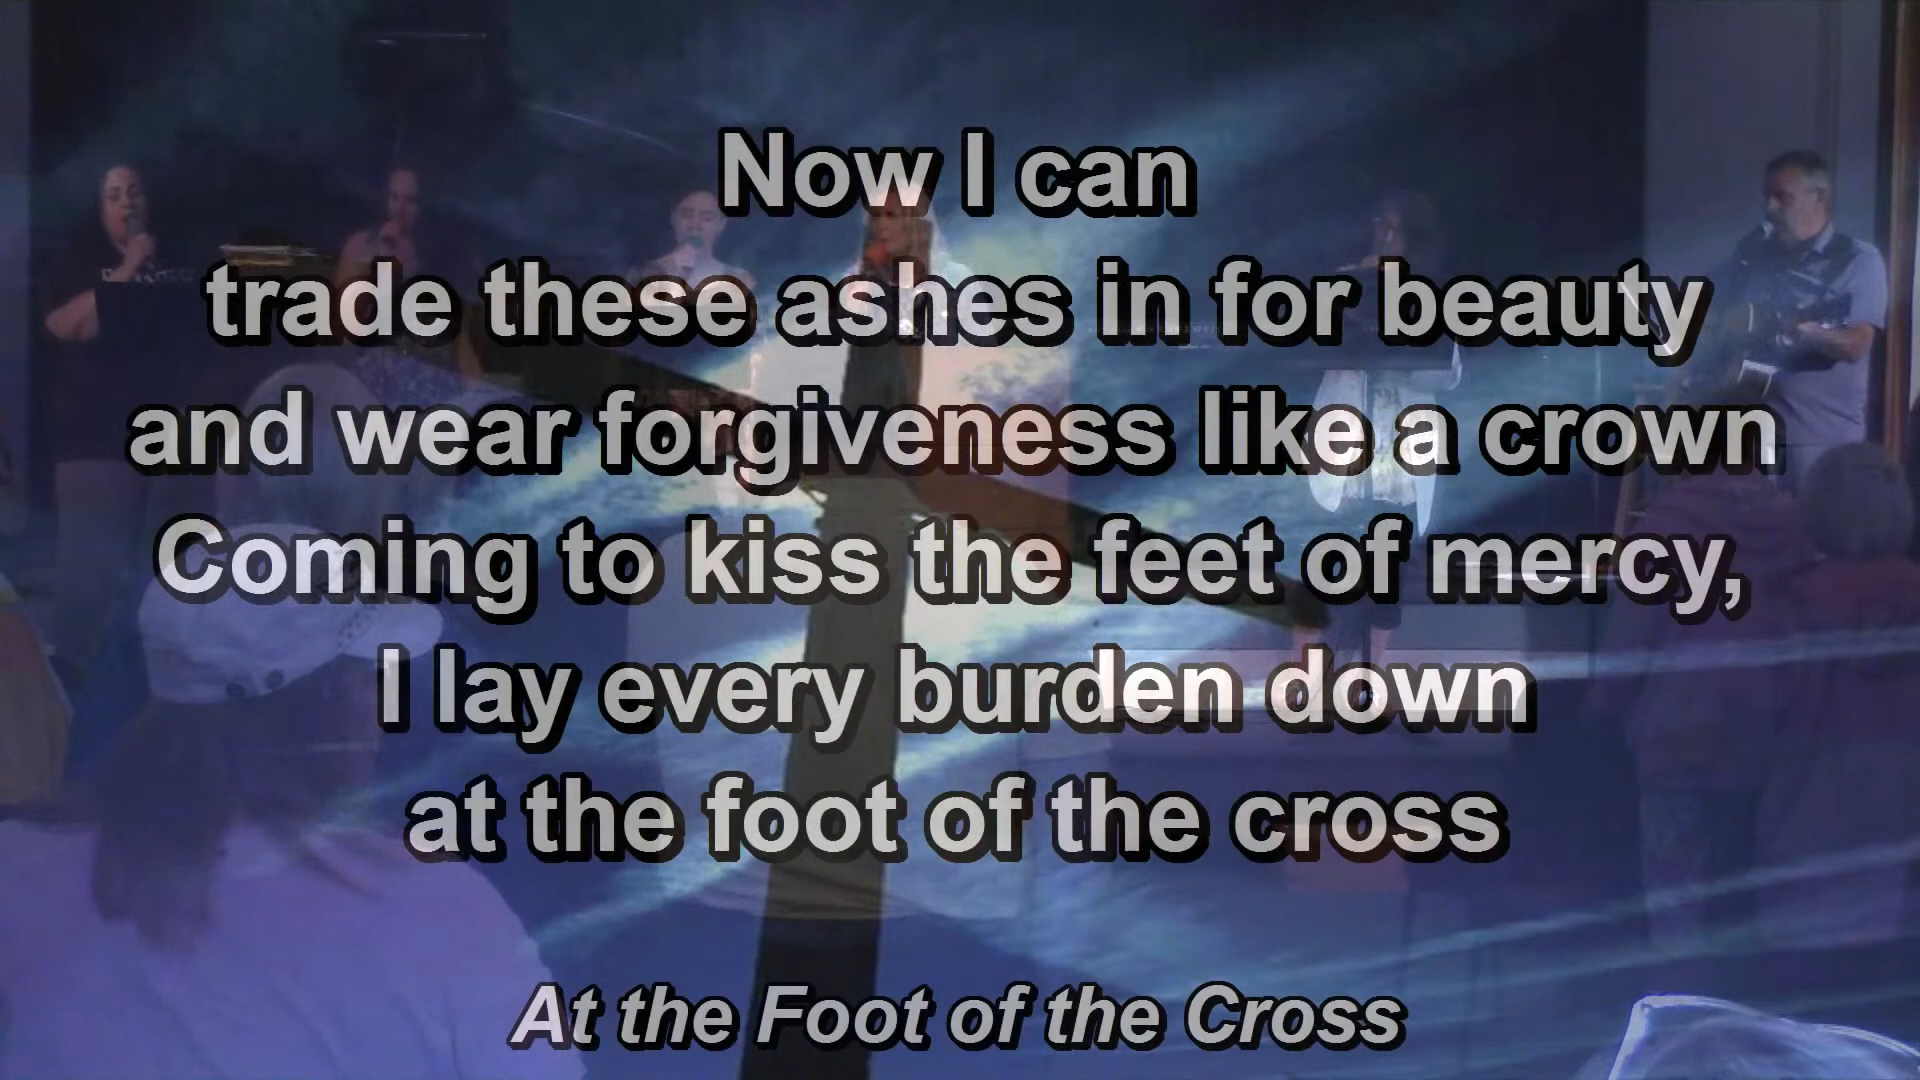 Now I can
trade these ashes in for beauty
and wear forgiveness like a crown
Coming to kiss the feet of mercy,
I lay every burden down
at the foot of the cross
At the Foot of the Cross